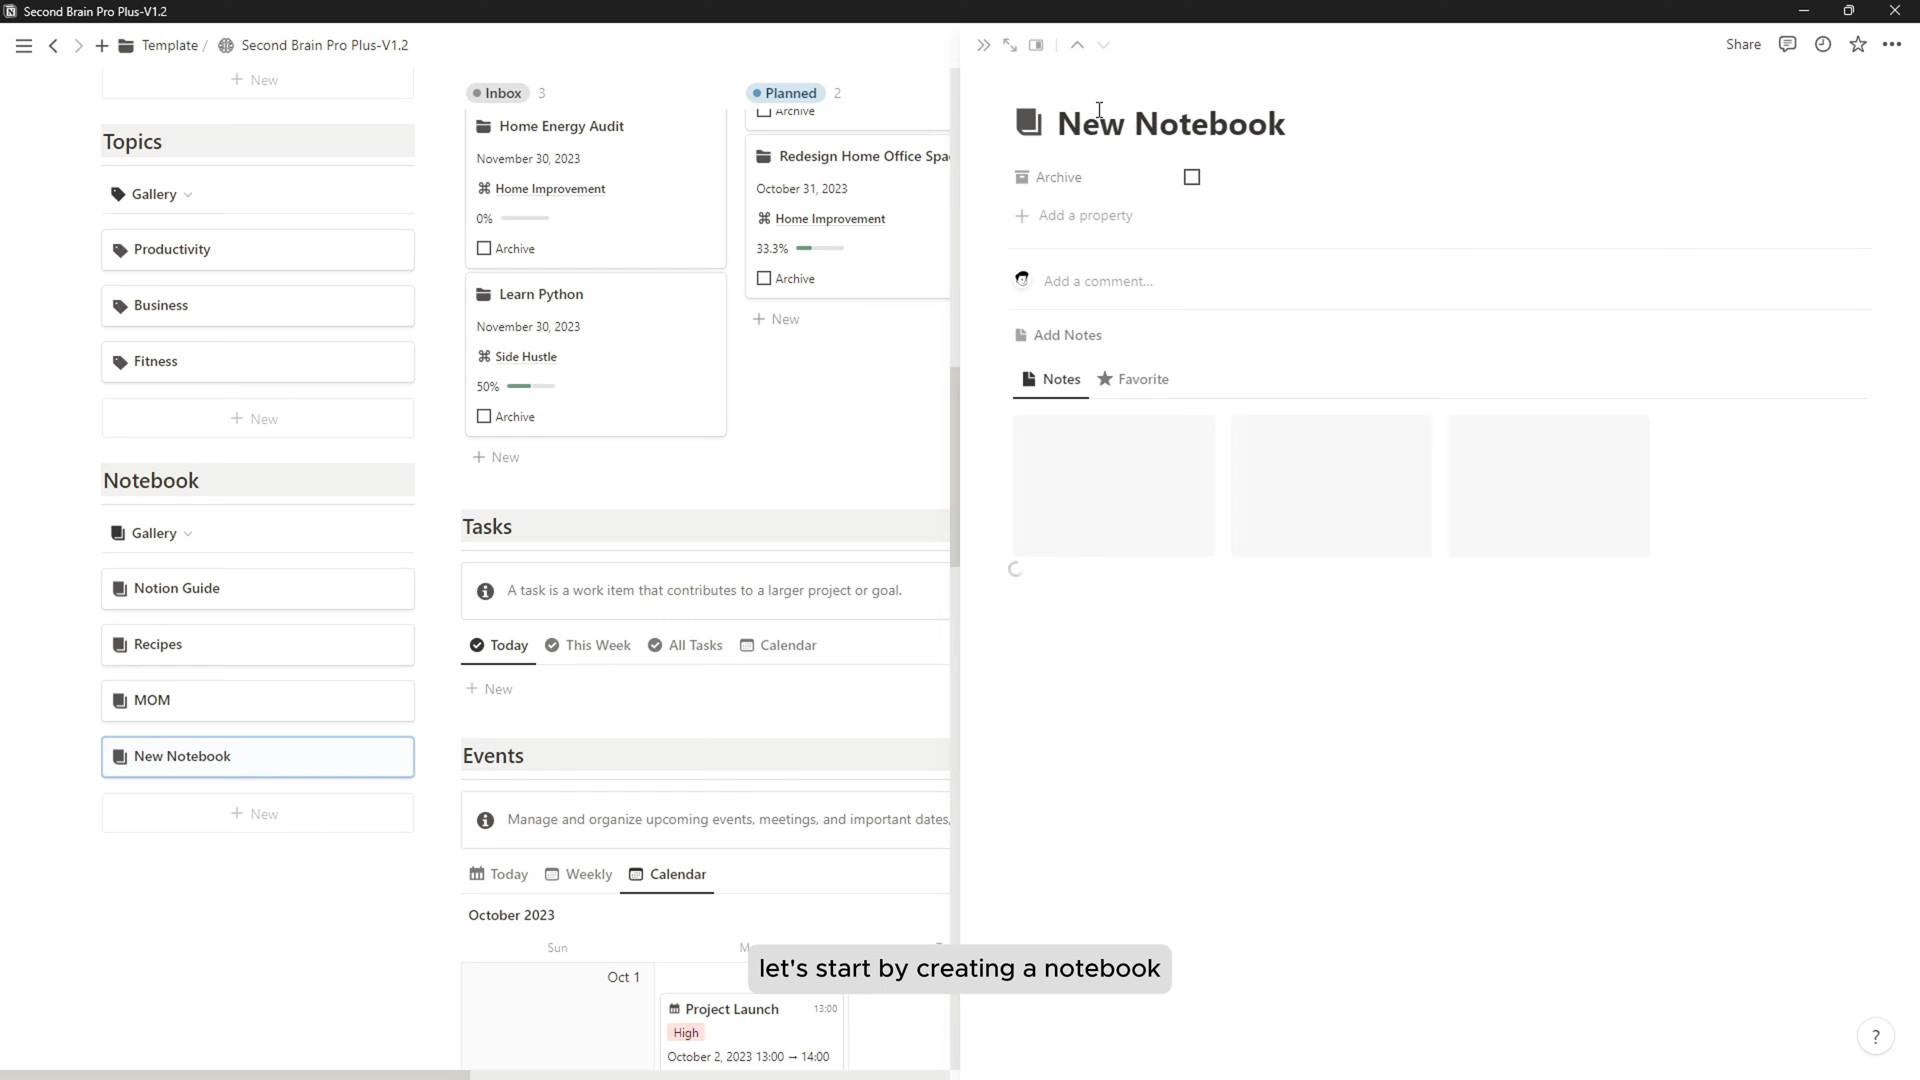 Second Brain Pro Plus-V1.2
Template / Second Brain Pro Plus-V1.2
Share
New
Topics
Gallery
Productivity
Business
Fitness
New
Notebook
Gallery
Notion Guide
Recipes
MOM
New Notebook
New
Inbox 3
Home Energy Audit
November 30, 2023
Home Improvement
0%
Archive
Learn Python
November 30, 2023
Side Hustle
50%
Archive
New
Planned 2
Archive
Redesign Home Office Spa
October 31, 2023
Home Improvement
33.3%
Archive
New
Tasks
A task is a work item that contributes to a larger project or goal.
Today This Week All Tasks Calendar
New
Events
Manage and organize upcoming events, meetings, and important dates,
Today Weekly Calendar
October 2023
Sun
Oct 1
Project Launch 13:00
High
October 2, 2023 13:00 → 14:00
New Notebook
Archive
Add a property
Add a comment...
Add Notes
Notes Favorite
let's start by creating a notebook
?